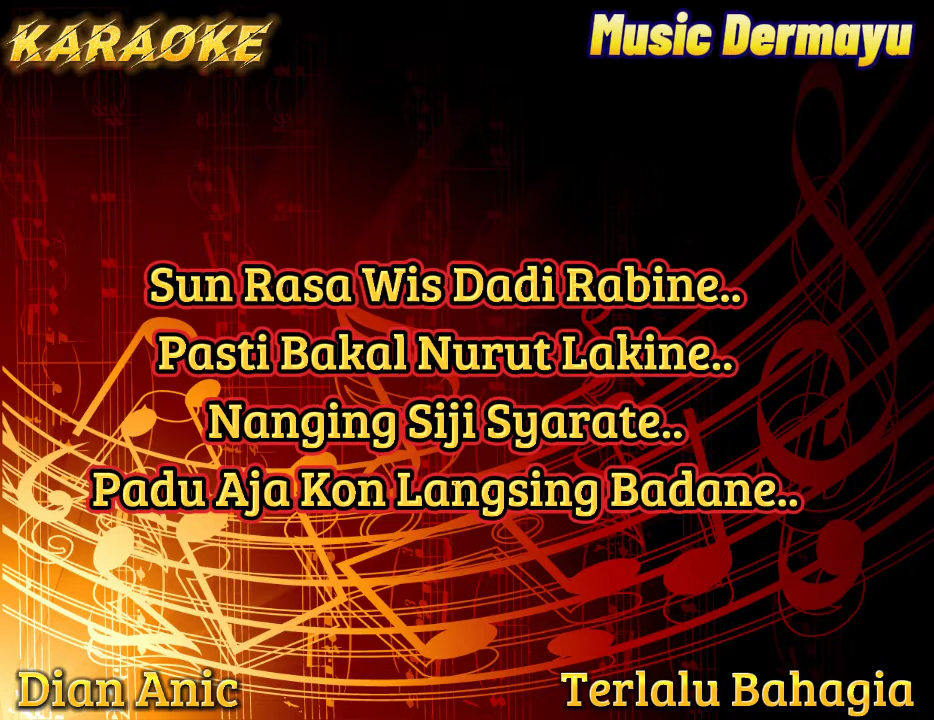 KARAOKE
Music Dermayu
Sun Rasa Wis Dadi Rabine..
Pasti Bakal Nurut Lakine..
Nanging Siji Syarate..
Padu Aja Kon Langsing Badane..
Dian Anic
Terlalu Bahagia